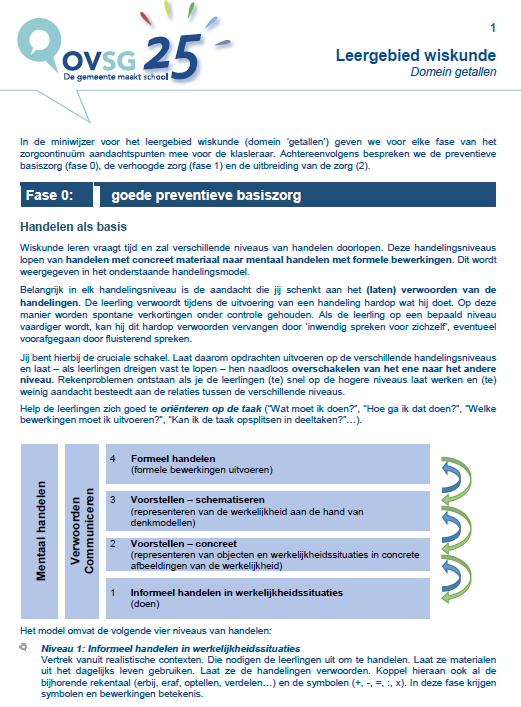 1
OVSG 25
De gemeente maakt school
Leergebied wiskunde
Domein getallen
In de miniwijzer voor het leergebied wiskunde (domein ‘getallen’) geven we voor elke fase van het
zorgcontinuüm aandachtspunten mee voor de klasleraar. Achtereenvolgens bespreken we de preventieve
basiszorg (fase 0), de verhoogde zorg (fase 1) en de uitbreiding van de zorg (2).
Fase 0: goede preventieve basiszorg
Handelen als basis
Wiskunde leren vraagt tijd en zal verschillende niveaus van handelen doorlopen. Deze handelingsniveaus
lopen van handelen met concreet materiaal naar mentaal handelen met formele bewerkingen. Dit wordt
weergegeven in het onderstaande handelingsmodel.
Belangrijk in elk handelingsniveau is de aandacht die jij schenkt aan het (laten) verwoorden van de
handelingen. De leerling verwoordt tijdens de uitvoering van een handeling hardop wat hij doet. Op deze
manier worden spontane verkortingen onder controle gehouden. Als de leerling op een bepaald niveau
vaardiger wordt, kan hij dit hardop verwoorden vervangen door ‘inwendig spreken voor zichzelf’, eventueel
voorafgegaan door fluisterend spreken.
Jij bent hierbij de cruciale schakel. Laat daarom opdrachten uitvoeren op de verschillende handelingsniveaus
en laat – als leerlingen dreigen vast te lopen – hen naadloos overschakelen van het ene naar het andere
niveau. Rekenproblemen ontstaan als je de leerlingen (te) snel op de hogere niveaus laat werken en (te)
weinig aandacht besteedt aan de relaties tussen de verschillende niveaus.
Help de leerlingen zich goed te oriënteren op de taak (“Wat moet ik doen?”, “Hoe ga ik dat doen?”, “Welke
bewerkingen moet ik uitvoeren?”, “Kan ik de taak opsplitsen in deeltaken?”…).
Mentaal handelen
Verwoorden
Communiceren
4 Formeel handelen
(formele bewerkingen uitvoeren)
3 Voorstellen – schematiseren
(representeren van de werkelijkheid aan de hand van
denkmodellen)
2 Voorstellen – concreet
(representeren van objecten en werkelijkheidssituaties in concrete
afbeeldingen van de werkelijkheid)
1 Informeel handelen in werkelijkheidssituaties
(doen)
Het model omvat de volgende vier niveaus van handelen:
Niveau 1: Informeel handelen in werkelijkheidssituaties
Vertrek vanuit realistische contexten. Die nodigen de leerlingen uit om te handelen. Laat ze materialen
uit het dagelijks leven gebruiken. Laat ze de handelingen verwoorden. Koppel hieraan ook al de
bijhorende rekentaal (erbij, eraf, optellen, verdelen…) en de symbolen (+, -, =, :, x). In deze fase krijgen
symbolen en bewerkingen betekenis.